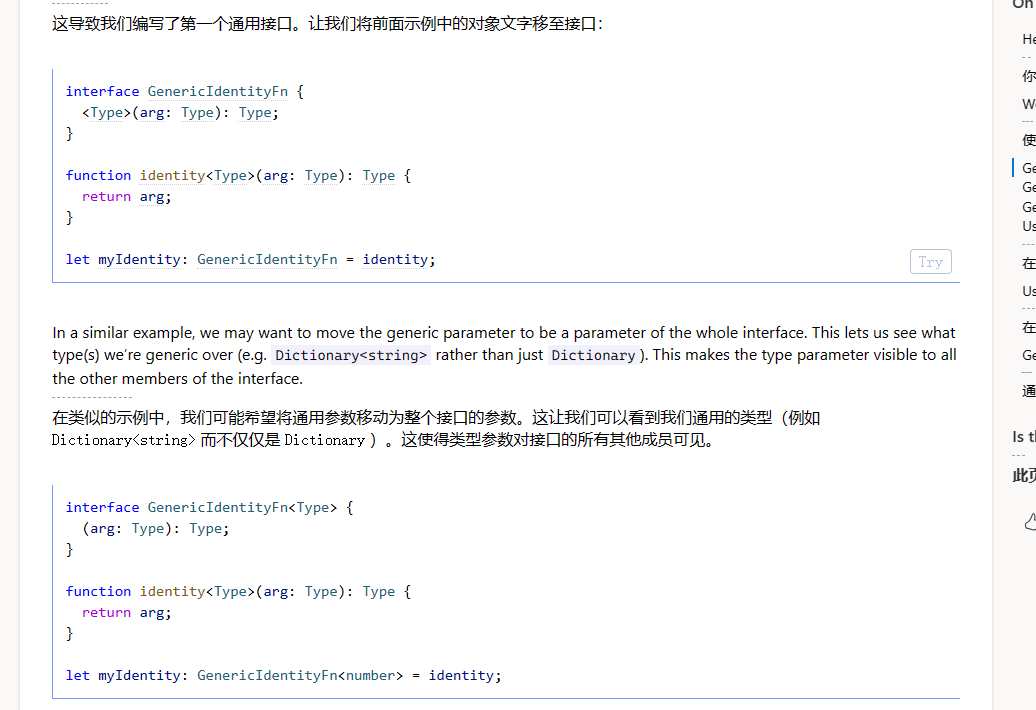 这导致我们编写了第一个通用接口。让我们将前面示例中的对象文字移至接口：
interface GenericIdentityFn {
  <Type>(arg: Type): Type;
}
function identity<Type>(arg: Type): Type {
  return arg;
}
let myIdentity: GenericIdentityFn = identity;
Try
In a similar example, we may want to move the generic parameter to be a parameter of the whole interface. This lets us see what
type(s) we're generic over (e.g. Dictionary<string> rather than just Dictionary ). This makes the type parameter visible to all
the other members of the interface.
在类似的示例中，我们可能希望将通用参数移动为整个接口的参数。这让我们可以看到我们通用的类型（例如
Dictionary<string> 而不仅仅是 Dictionary ）。这使得类型参数对接口的所有其他成员可见。
interface GenericIdentityFn<Type> {
  (arg: Type): Type;
}
function identity<Type>(arg: Type): Type {
  return arg;
}
let myIdentity: GenericIdentityFn<number> = identity;
On
He
你
使
Ge
Ge
Ge
Us
在
Us
在
Ge
通
Is t
此页